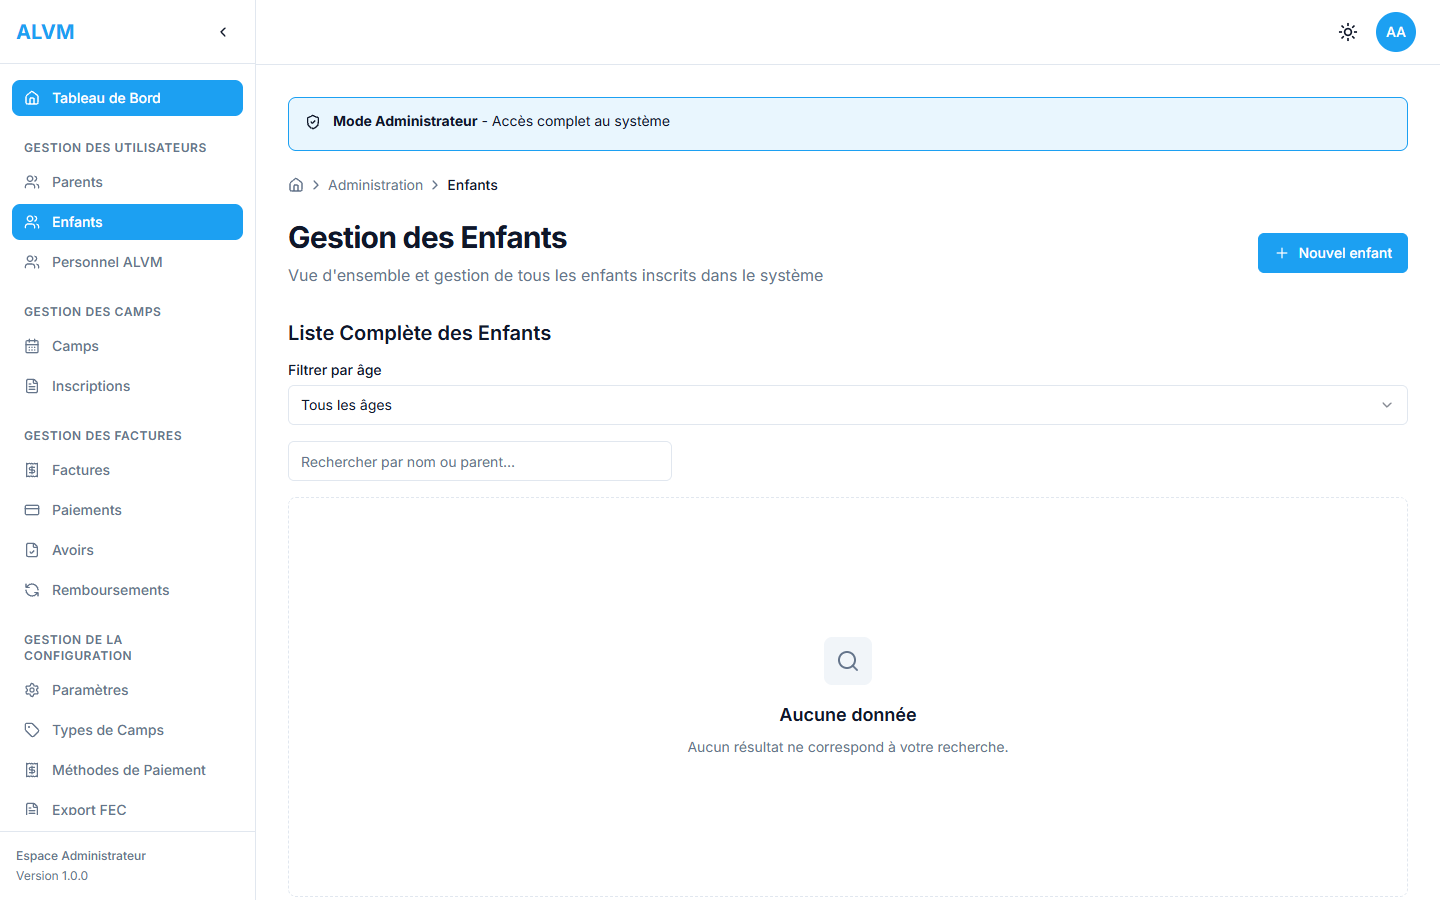 ALVM
AA
Tableau de Bord
GESTION DES UTILISATEURS
Parents
Enfants
Personnel ALVM
GESTION DES CAMPS
Camps
Inscriptions
GESTION DES FACTURES
Factures
Paiements
Avoirs
Remboursements
GESTION DE LA
CONFIGURATION
Paramètres
Types de Camps
Méthodes de Paiement
Export FEC
Espace Administrateur
Version 1.0.0
Mode Administrateur - Accès complet au système
Administration
Enfants
Gestion des Enfants
Vue d'ensemble et gestion de tous les enfants inscrits dans le système
Nouvel enfant
Liste Complète des Enfants
Filtrer par âge
Tous les âges
Rechercher par nom ou parent...
Aucune donnée
Aucun résultat ne correspond à votre recherche.